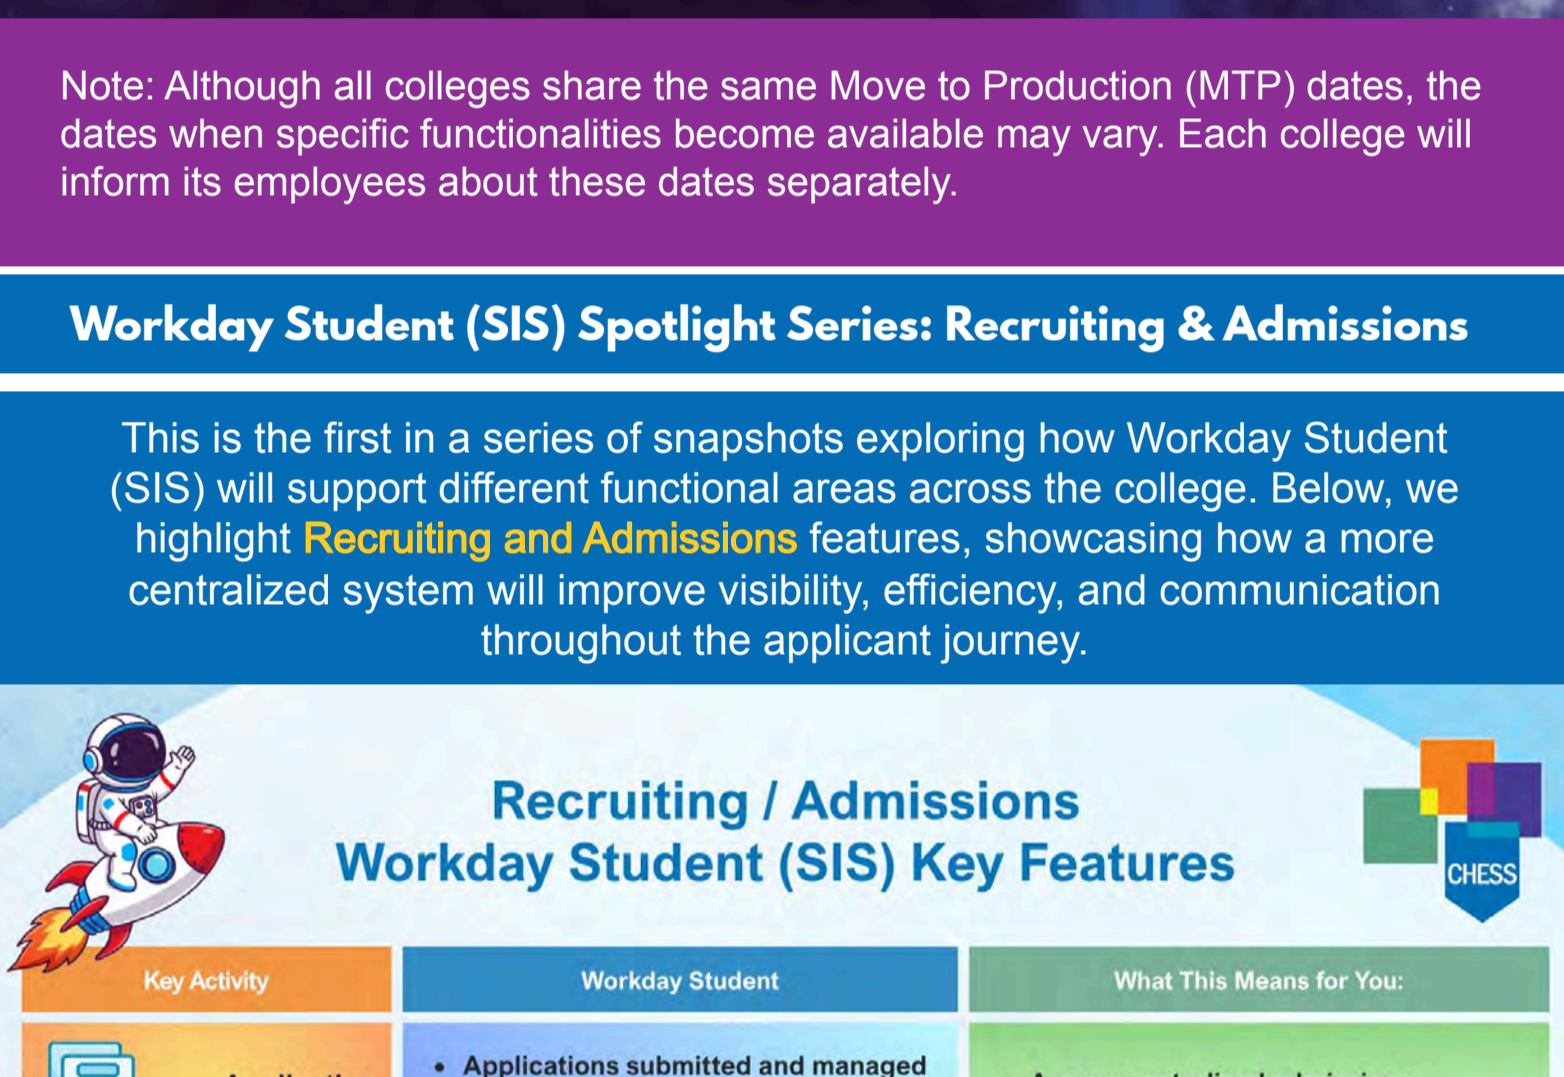 Note: Although all colleges share the same Move to Production (MTP) dates, the
dates when specific functionalities become available may vary. Each college will
inform its employees about these dates separately.
Workday Student (SIS) Spotlight Series: Recruiting & Admissions
This is the first in a series of snapshots exploring how Workday Student
(SIS) will support different functional areas across the college. Below, we
highlight Recruiting and Admissions features, showcasing how a more
centralized system will improve visibility, efficiency, and communication
throughout the applicant journey.
Recruiting / Admissions
Workday Student (SIS) Key Features
CHESS
Key Activity
Workday Student
What This Means for You:
• Applications submitted and managed